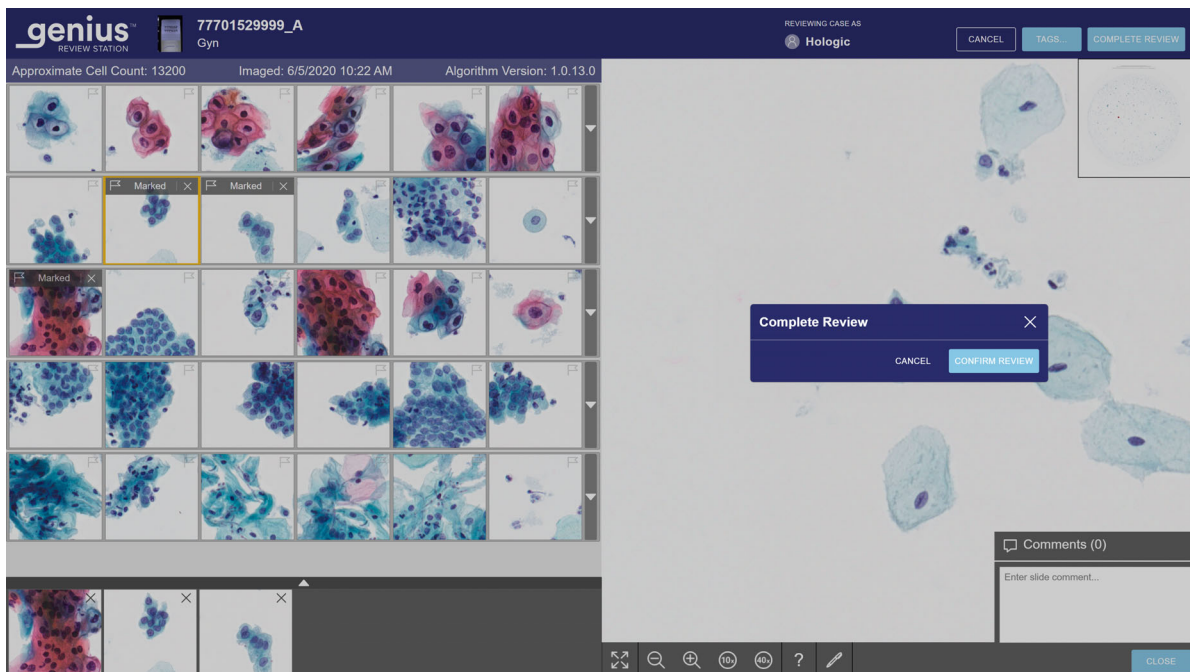 genius™
REVIEW STATION
77701529999_A
Gyn
REVIEWING CASE AS
Hologic
CANCEL
TAGS...
COMPLETE REVIEW
Approximate Cell Count: 13200
Imaged: 6/5/2020 10:22 AM
Algorithm Version: 1.0.13.0
Marked
Marked
Marked
Complete Review
CANCEL
CONFIRM REVIEW
Comments (0)
Enter slide comment...
10x
40x
?
CLOSE